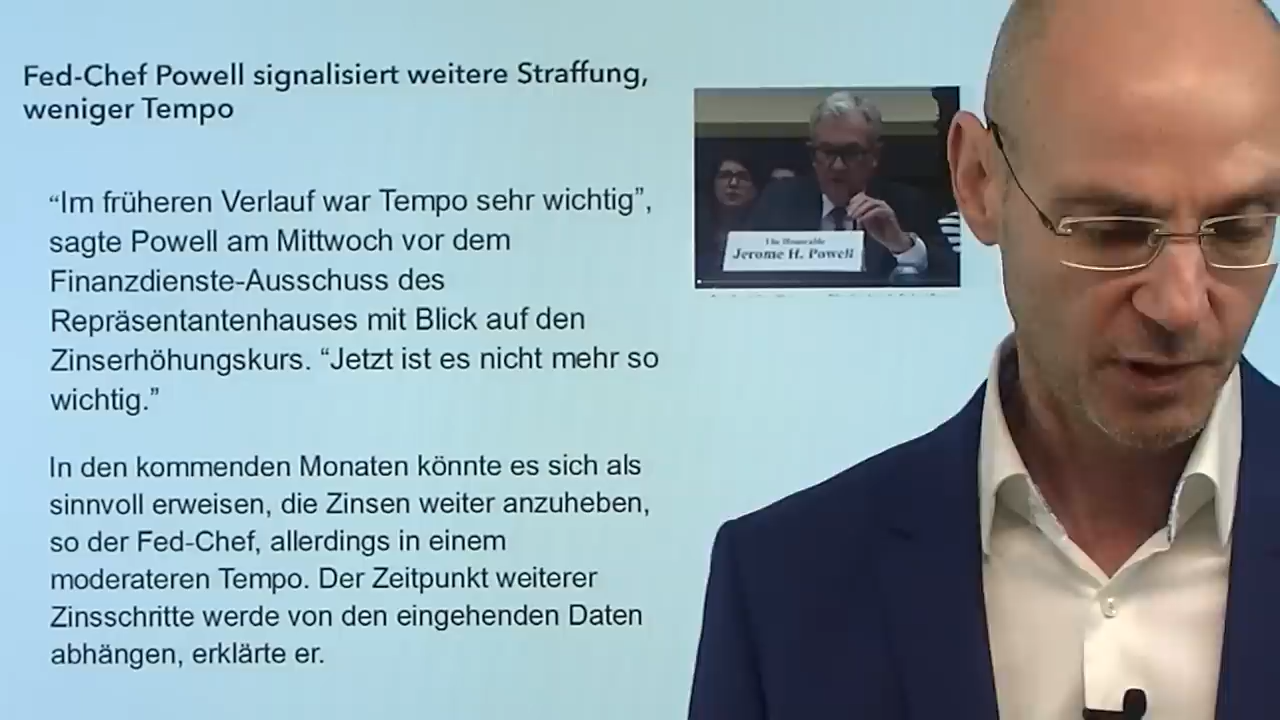 Fed-Chef Powell signalisiert weitere Straffung,
weniger Tempo
“Im früheren Verlauf war Tempo sehr wichtig”,
sagte Powell am Mittwoch vor dem
Finanzdienste-Ausschuss des
Repräsentantenhauses mit Blick auf den
Zinserhöhungskurs. “Jetzt ist es nicht mehr so
wichtig.”
In den kommenden Monaten könnte es sich als
sinnvoll erweisen, die Zinsen weiter anzuheben,
so der Fed-Chef, allerdings in einem
moderateren Tempo. Der Zeitpunkt weiterer
Zinsschritte werde von den eingehenden Daten
abhängen, erklärte er.
The Honorable
Jerome H. Powell